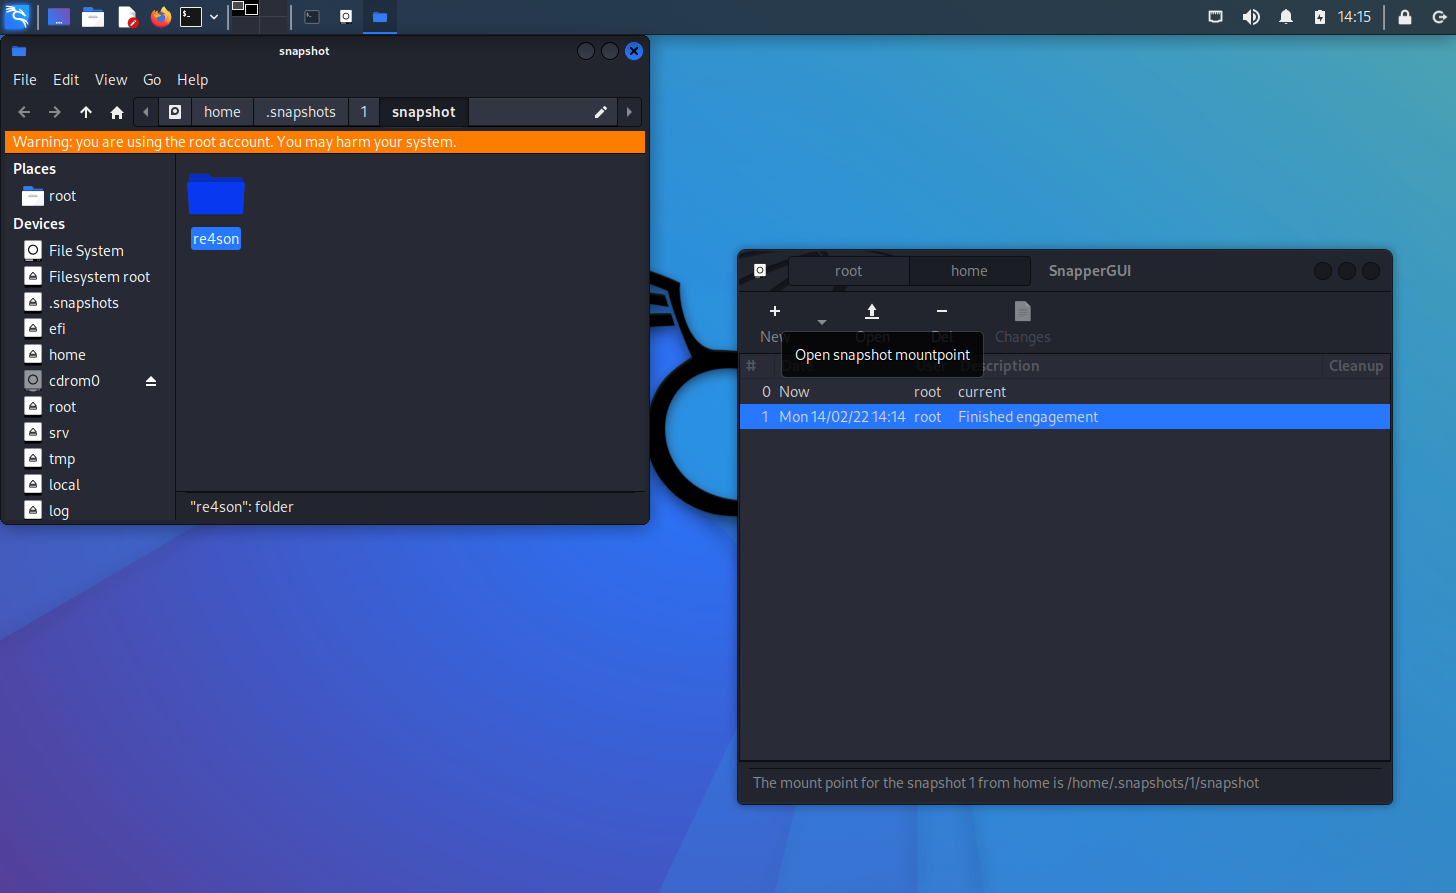 14:15
snapshot
File Edit View Go Help
home .snapshots 1 snapshot
Warning: you are using the root account. You may harm your system.
Places
root
Devices
File System
Filesystem root
.snapshots
efi
home
cdrom0
root
srv
tmp
local
log
re4son
"re4son": folder
root home SnapperGUI
New Open Del Changes
Open snapshot mountpoint
# User Description Cleanup
0 Now root current
1 Mon 14/02/22 14:14 root Finished engagement
The mount point for the snapshot 1 from home is /home/.snapshots/1/snapshot